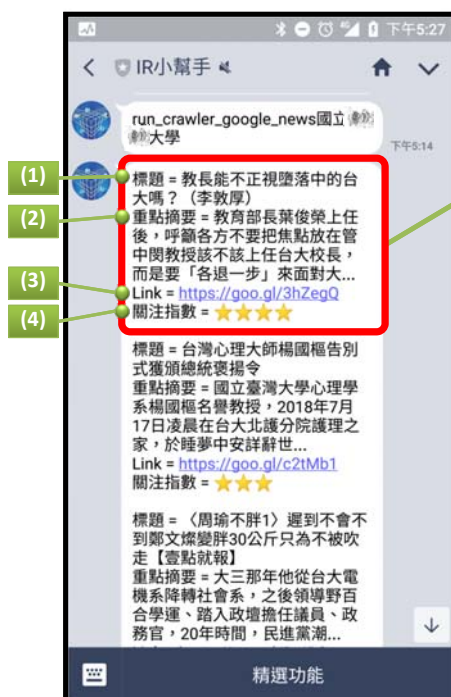 下午5:27
IR小幫手
run_crawler_google_news國立
大學
下午5:14
(1)
標題 = 教長能不正視墮落中的台
大嗎？（李敦厚）
(2)
重點摘要 = 教育部長葉俊榮上任
後，呼籲各方不要把焦點放在管
中閔教授該不該上任台大校長，
而是要「各退一步」來面對大...
(3)
Link = https://goo.gl/3hZegQ
(4)
關注指數 = ⭐⭐⭐⭐
標題 = 台灣心理大師楊國樞告別
式獲頒總統褒揚令
重點摘要 = 國立臺灣大學心理學
系楊國樞名譽教授，2018年7月
17日凌晨在台大北護分院護理之
家，於睡夢中安詳辭世...
Link = https://goo.gl/c2tMb1
關注指數 = ⭐⭐⭐
標題 = 〈周瑜不胖1〉遲到不會不
到鄭文燦變胖30公斤只為不被吹
走【壹點就報】
重點摘要 = 大三那年他從台大電
機系降轉社會系，之後領導野百
合學運、踏入政壇擔任議員、政
務官，20年時間，民進黨潮...
精選功能